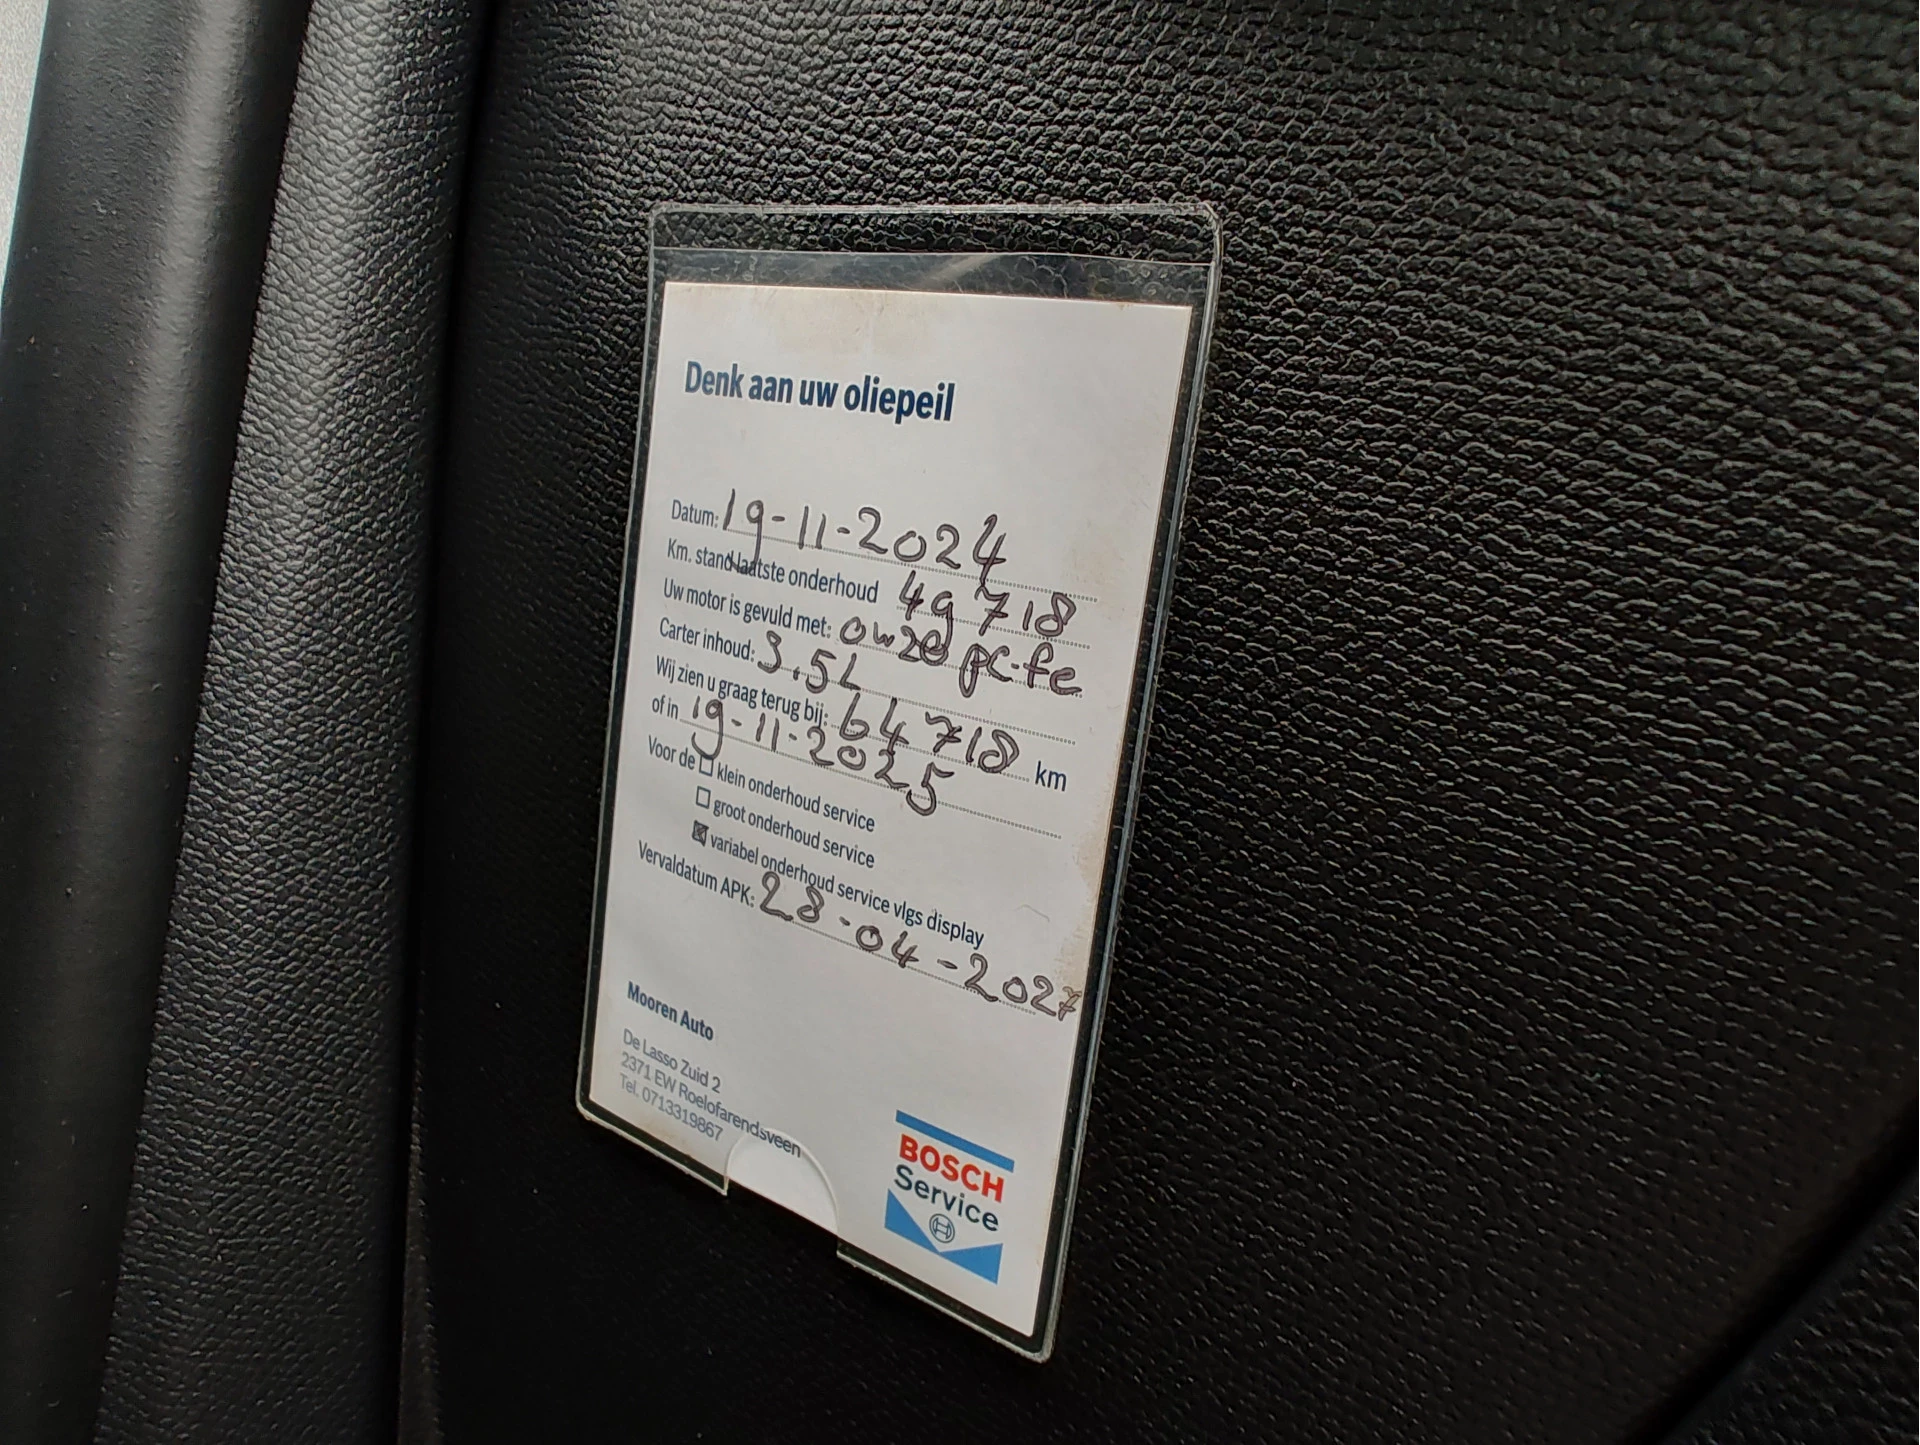 Denk aan uw oliepeil
Datum: 19-11-2024
Km. stand laatste onderhoud 49718
Uw motor is gevuld met: 0w20 gc-fe
Carter inhoud: 3.5L
Wij zien u graag terug bij: 64718 km
of in 19-11-2025
Voor de ☐ klein onderhoud service
☐ groot onderhoud service
☒ variabel onderhoud service vlgs display
Vervaldatum APK: 28-04-2027
Mooren Auto
De Lasso Zuid 2
2371 EW Roelofarendsveen
Tel. 0713319867
BOSCH
Service